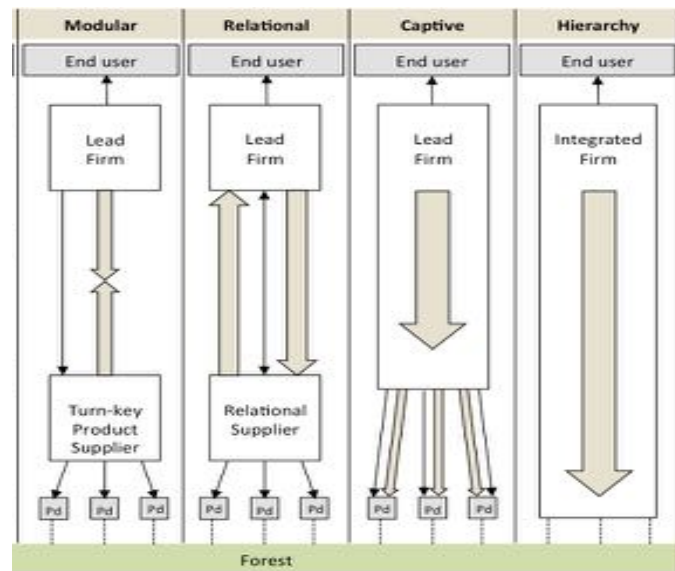 Modular
Relational
Captive
Hierarchy
End user
End user
End user
End user
Lead
Firm
Lead
Firm
Lead
Firm
Integrated
Firm
Turn-key
Product
Supplier
Relational
Supplier
Pd
Pd
Pd
Pd
Pd
Pd
Pd
Pd
Pd
Forest